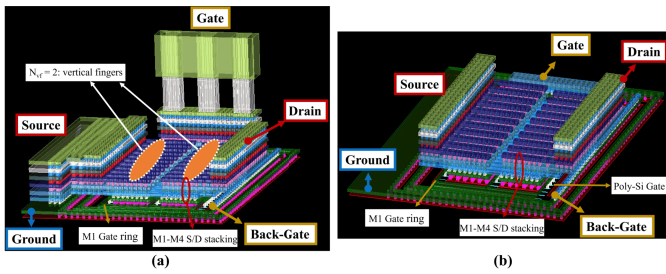 Gate
N_vf = 2: vertical fingers
Source
Drain
Ground
M1 Gate ring
M1-M4 S/D stacking
Back-Gate
(a)
Gate
Drain
Source
Ground
Poly-Si Gate
M1 Gate ring
M1-M4 S/D stacking
Back-Gate
(b)